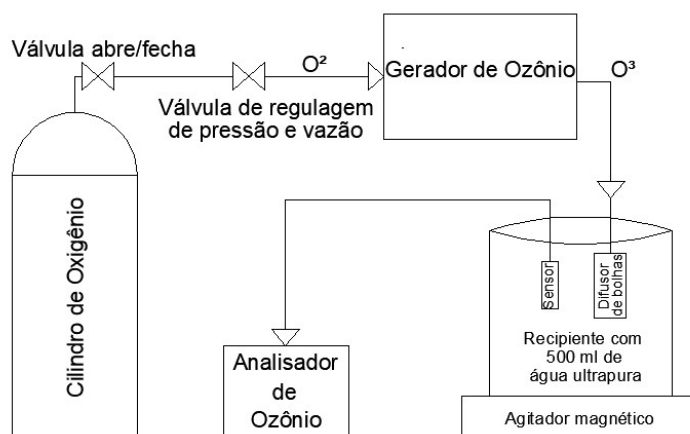 Válvula abre/fecha
O²
Gerador de Ozônio
O³
Válvula de regulagem
de pressão e vazão
Cilindro de Oxigênio
Sensor
Difusor
de bolhas
Recipiente com
500 ml de
água ultrapura
Analisador
de
Ozônio
Agitador magnético